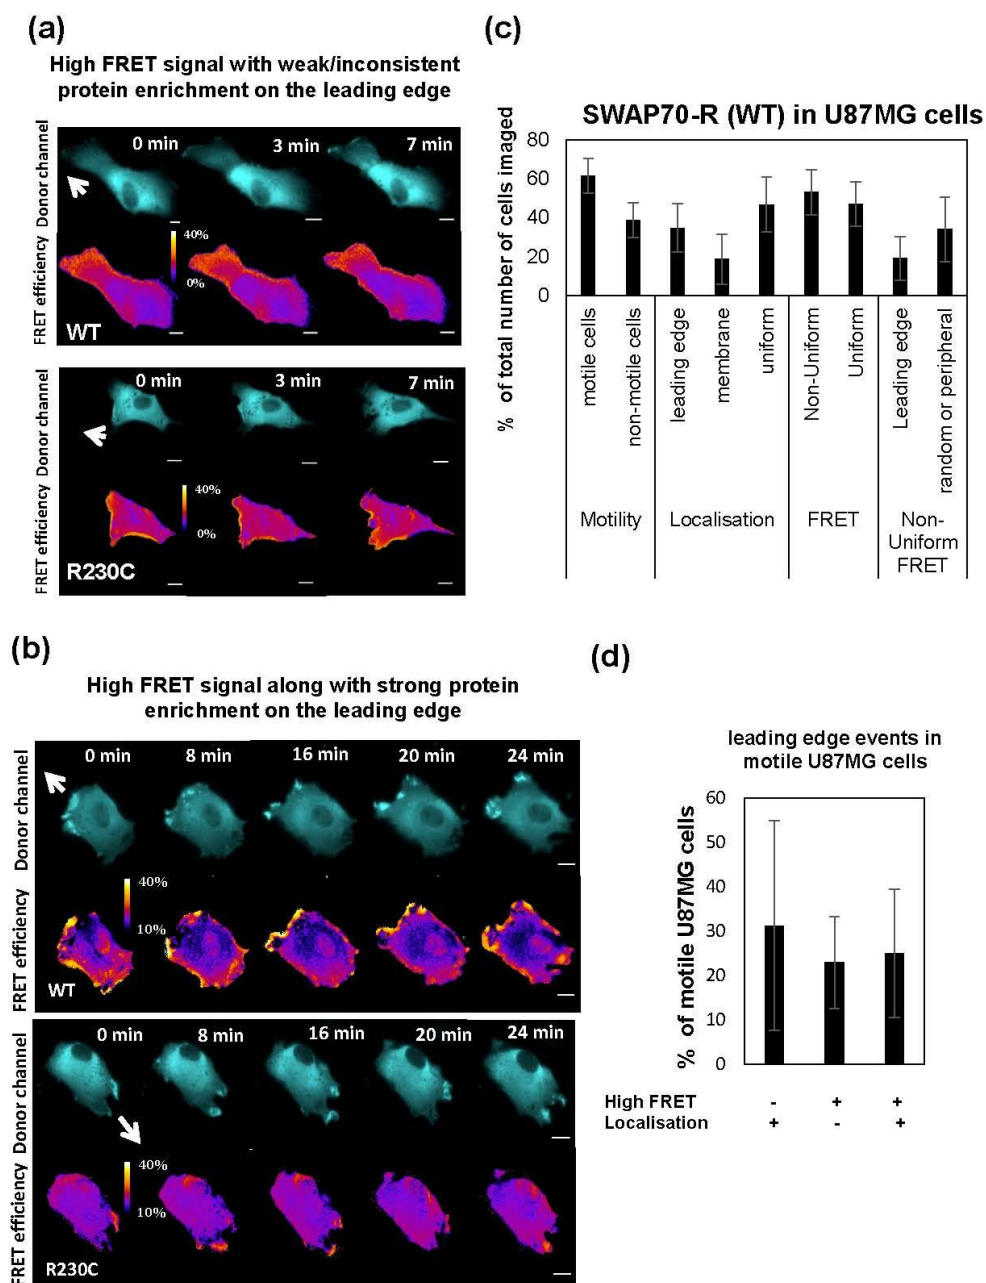 (a)
High FRET signal with weak/inconsistent
protein enrichment on the leading edge
Donor channel
0 min
3 min
7 min
FRET efficiency
40%
0%
WT
Donor channel
0 min
3 min
7 min
FRET efficiency
40%
0%
R230C
(c)
SWAP70-R (WT) in U87MG cells
% of total number of cells imaged
80
60
40
20
0
motile cells
non-motile cells
leading edge
membrane
uniform
Non-Uniform
Uniform
Leading edge
random or peripheral
Motility
Localisation
FRET
Non-
Uniform
FRET
(b)
High FRET signal along with strong protein
enrichment on the leading edge
Donor channel
0 min
8 min
16 min
20 min
24 min
FRET efficiency
40%
10%
WT
Donor channel
0 min
8 min
16 min
20 min
24 min
FRET efficiency
40%
10%
R230C
(d)
leading edge events in
motile U87MG cells
% of motile U87MG cells
60
50
40
30
20
10
0
High FRET - + +
Localisation + - +